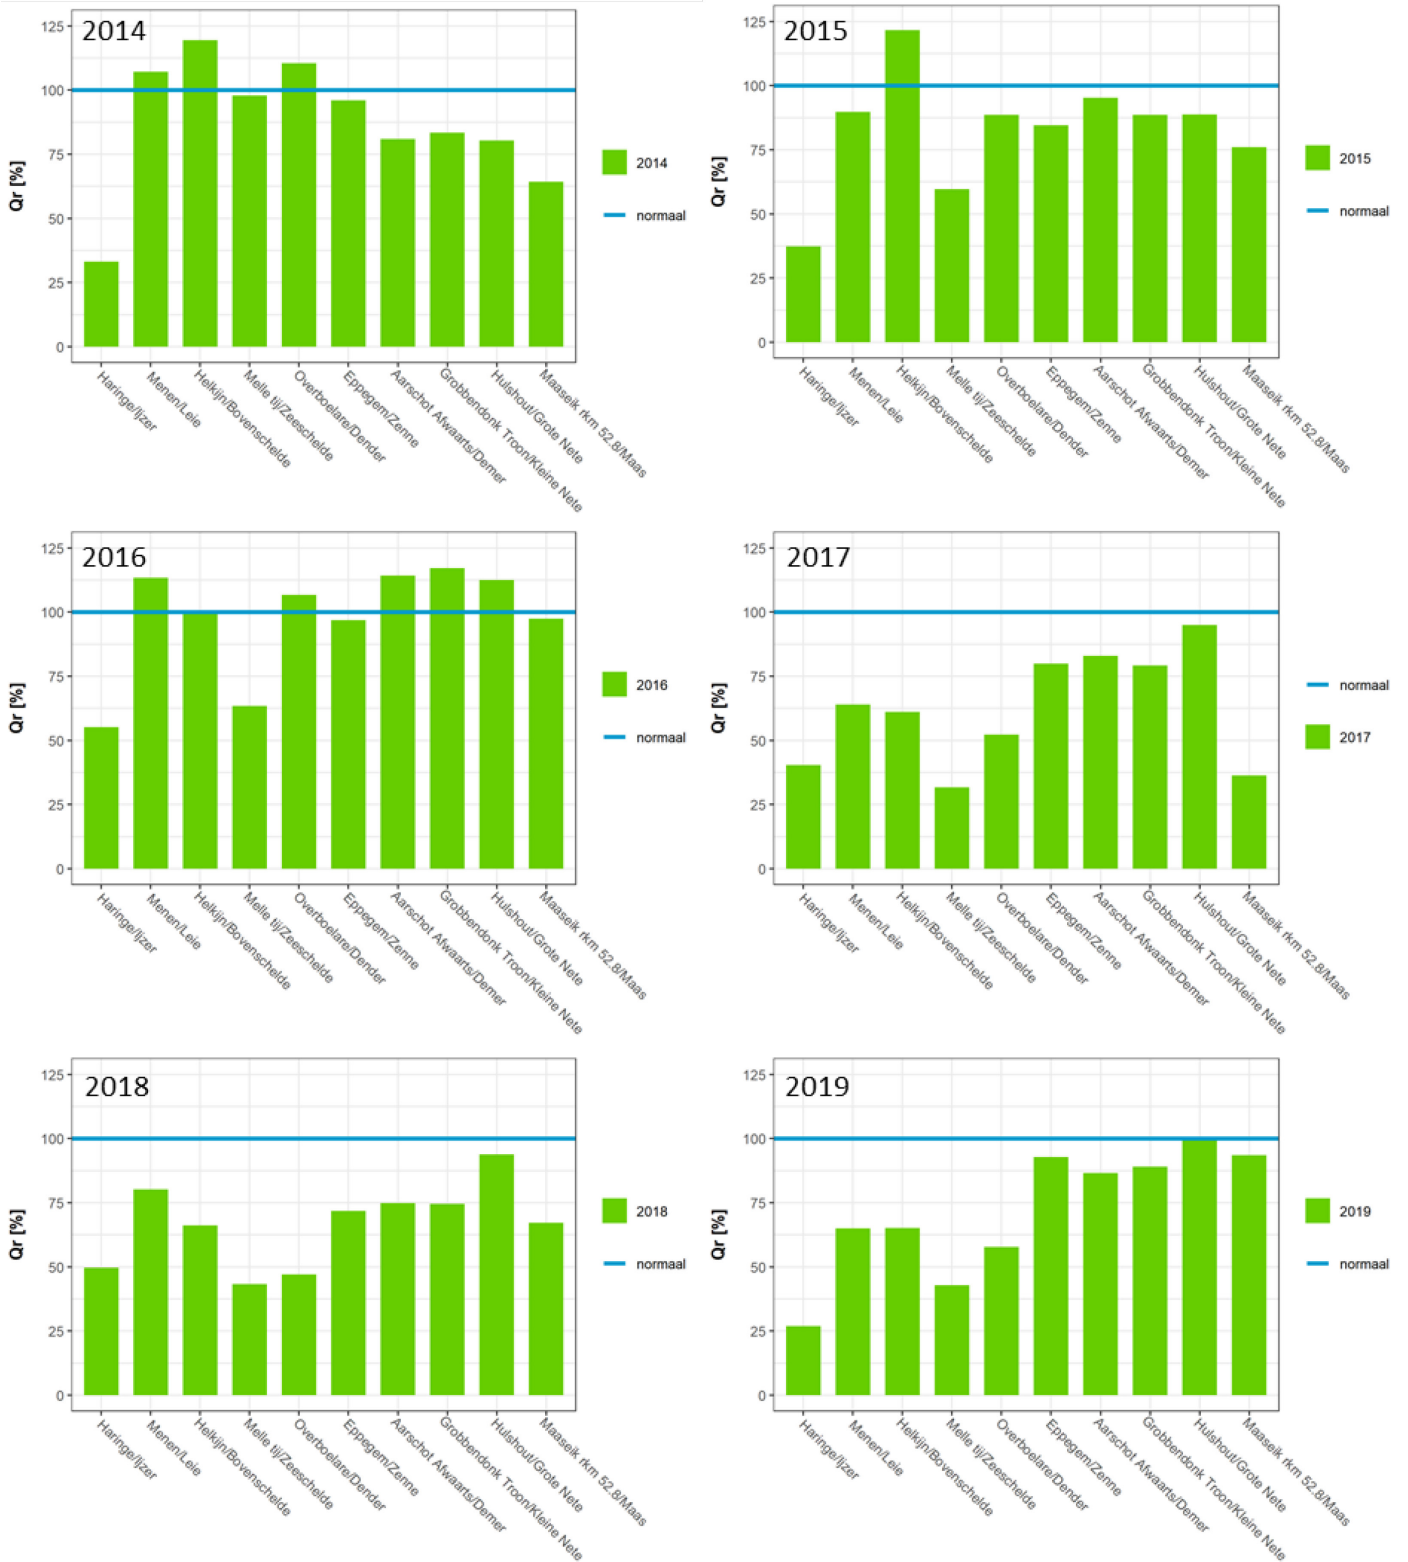 2014
125
100
75
50
25
0
Qr [%]
Haringe/Ijzer
Menen/Leie
Helkijn/Bovenschelde
Melle tij/Zeeschelde
Overboelare/Dender
Eppegem/Zenne
Aarschot Afwaarts/Demer
Grobbendonk Troon/Kleine Nete
Hulshout/Grote Nete
Maaseik rkm 52.8/Maas
2014
normaal
2015
125
100
75
50
25
0
Qr [%]
Haringe/Ijzer
Menen/Leie
Helkijn/Bovenschelde
Melle tij/Zeeschelde
Overboelare/Dender
Eppegem/Zenne
Aarschot Afwaarts/Demer
Grobbendonk Troon/Kleine Nete
Hulshout/Grote Nete
Maaseik rkm 52.8/Maas
2015
normaal
2016
125
100
75
50
25
0
Qr [%]
Haringe/Ijzer
Menen/Leie
Helkijn/Bovenschelde
Melle tij/Zeeschelde
Overboelare/Dender
Eppegem/Zenne
Aarschot Afwaarts/Demer
Grobbendonk Troon/Kleine Nete
Hulshout/Grote Nete
Maaseik rkm 52.8/Maas
2016
normaal
2017
125
100
75
50
25
0
Qr [%]
Haringe/Ijzer
Menen/Leie
Helkijn/Bovenschelde
Melle tij/Zeeschelde
Overboelare/Dender
Eppegem/Zenne
Aarschot Afwaarts/Demer
Grobbendonk Troon/Kleine Nete
Hulshout/Grote Nete
Maaseik rkm 52.8/Maas
normaal
2017
2018
125
100
75
50
25
0
Qr [%]
Haringe/Ijzer
Menen/Leie
Helkijn/Bovenschelde
Melle tij/Zeeschelde
Overboelare/Dender
Eppegem/Zenne
Aarschot Afwaarts/Demer
Grobbendonk Troon/Kleine Nete
Hulshout/Grote Nete
Maaseik rkm 52.8/Maas
2018
normaal
2019
125
100
75
50
25
0
Qr [%]
Haringe/Ijzer
Menen/Leie
Helkijn/Bovenschelde
Melle tij/Zeeschelde
Overboelare/Dender
Eppegem/Zenne
Aarschot Afwaarts/Demer
Grobbendonk Troon/Kleine Nete
Hulshout/Grote Nete
Maaseik rkm 52.8/Maas
2019
normaal